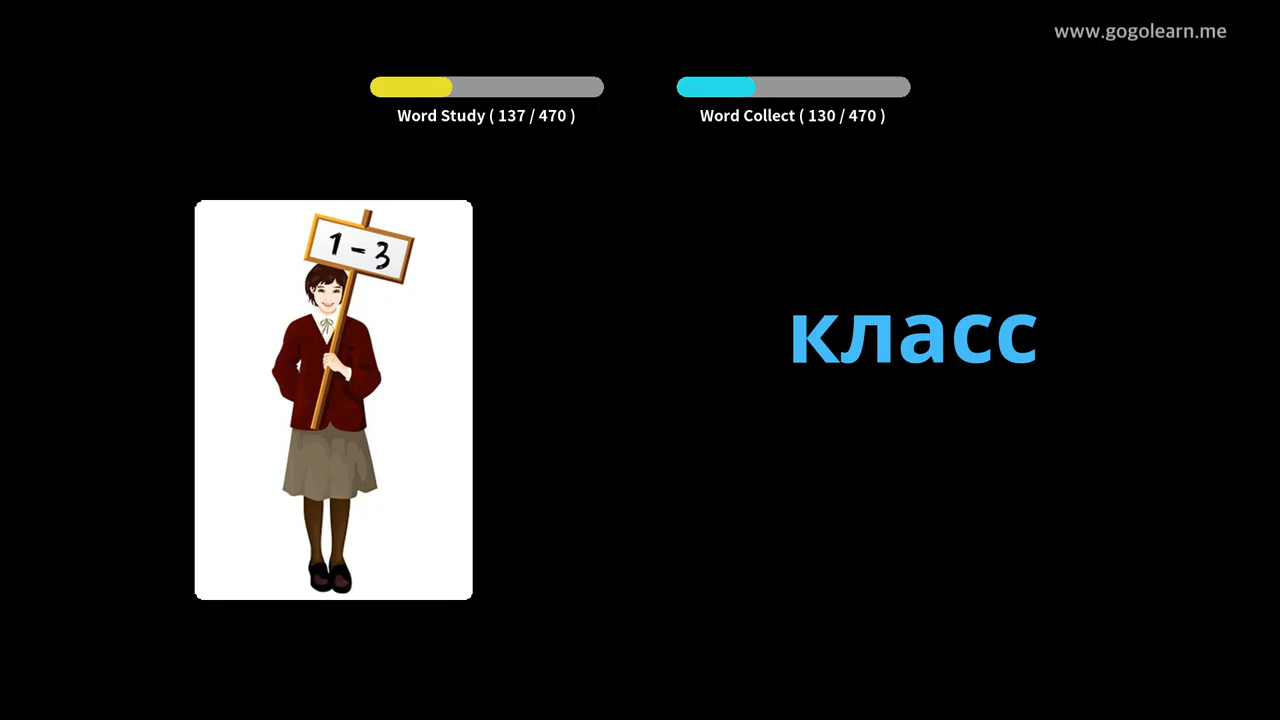 www.gogolearn.me
Word Study ( 137 / 470 )
Word Collect ( 130 / 470 )
1 - 3
класс